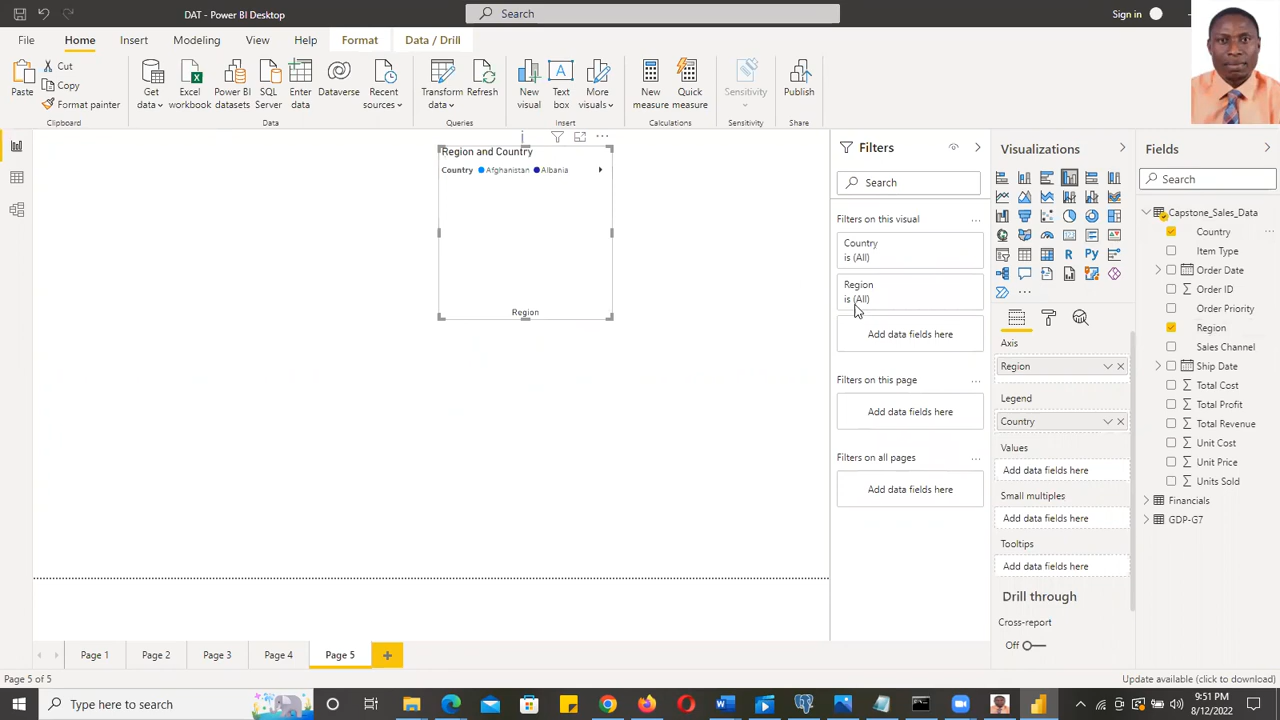 DAT - Power BI Desktop
Search
Sign in
File
Home
Insert
Modeling
View
Help
Format
Data / Drill
Paste
Cut
Copy
Format painter
Clipboard
Get data
Excel workbook
Power BI datasets
SQL Server
Enter data
Dataverse
Recent sources
Data
Transform data
Refresh
Queries
New visual
Text box
More visuals
Insert
New measure
Quick measure
Calculations
Sensitivity
Sensitivity
Publish
Share
Region and Country
Country Afghanistan Albania
Region
Filters
Search
Filters on this visual
Country
is (All)
Region
is (All)
Add data fields here
Filters on this page
Add data fields here
Filters on all pages
Add data fields here
Visualizations
R
Py
123
Axis
Region
Legend
Country
Values
Add data fields here
Small multiples
Add data fields here
Tooltips
Add data fields here
Drill through
Cross-report
Off
Fields
Search
Capstone_Sales_Data
Country
Item Type
Order Date
Order ID
Order Priority
Region
Sales Channel
Ship Date
Total Cost
Total Profit
Total Revenue
Unit Cost
Unit Price
Units Sold
Financials
GDP-G7
Page 1
Page 2
Page 3
Page 4
Page 5
Page 5 of 5
Update available (click to download)
Type here to search
9:51 PM
8/12/2022